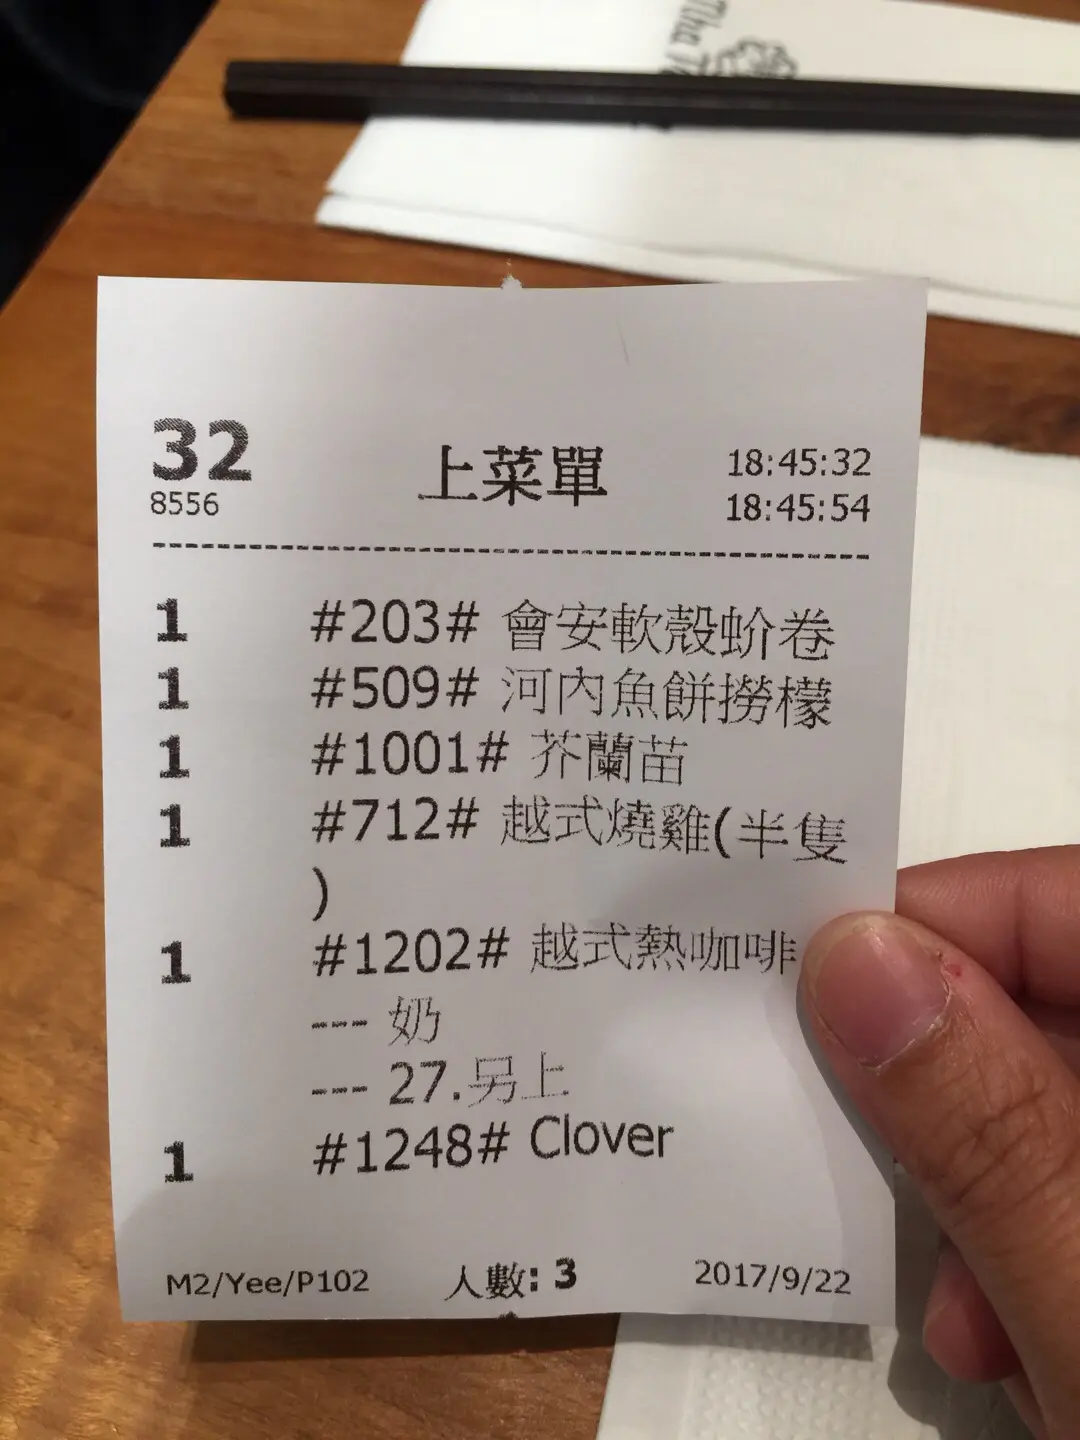 The
32
8556
上菜單
18:45:32
18:45:54
1 #203# 會安軟殼蚧卷
1 #509# 河內魚餅撈檬
1 #1001# 芥蘭苗
1 #712# 越式燒雞(半隻
)
1 #1202# 越式熱咖啡
--- 奶
--- 27.另上
1 #1248# Clover
M2/Yee/P102 人數: 3 2017/9/22